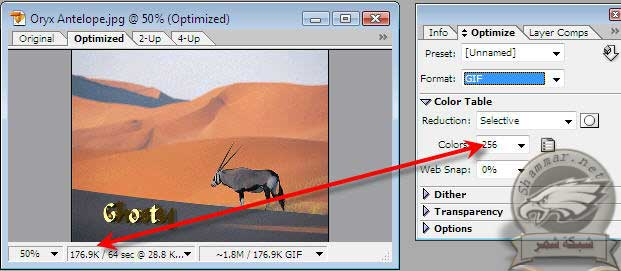 Oryx Antelope.jpg @ 50% (Optimized)
Original Optimized 2-Up 4-Up
G o t
50% 176.9K / 64 sec @ 28.8 K... ~1.8M / 176.9K GIF
Info Optimize Layer Comps
Preset: [Unnamed]
Format: GIF
Color Table
Reduction: Selective
Colors: 256
Web Snap: 0%
Dither
Transparency
Options
Shammar.net
شبكة شمر